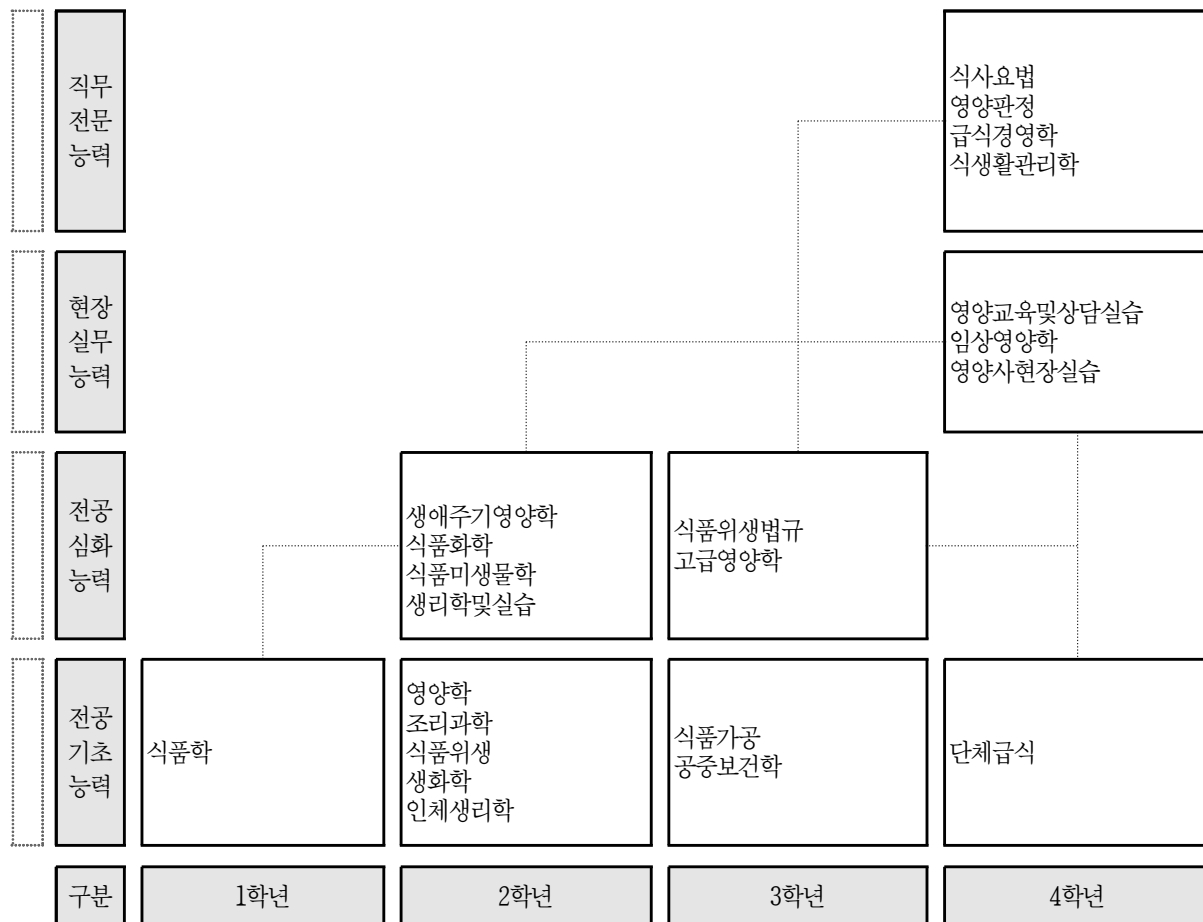 직무
전문
능력
식사요법
영양판정
급식경영학
식생활관리학
현장
실무
능력
영양교육및상담실습
임상영양학
영양사현장실습
전공
심화
능력
생애주기영양학
식품화학
식품미생물학
생리학및실습
식품위생법규
고급영양학
전공
기초
능력
식품학
영양학
조리과학
식품위생
생화학
인체생리학
식품가공
공중보건학
단체급식
구분
1학년
2학년
3학년
4학년